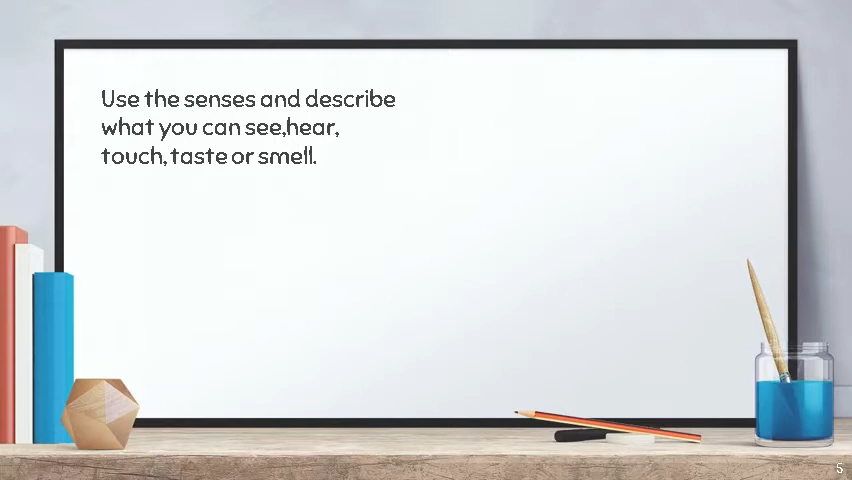 Use the senses and describe
what you can see,hear,
touch, taste or smell.
5